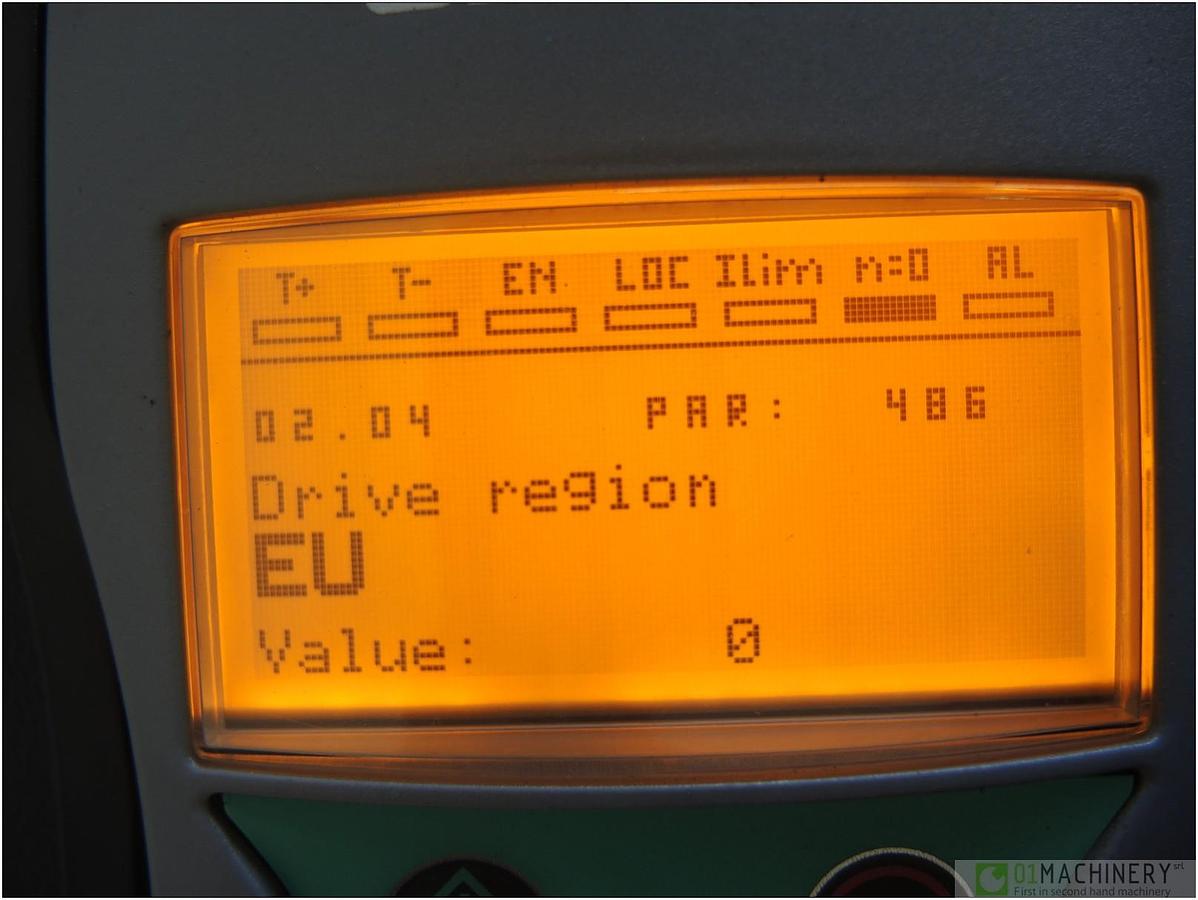 T+ T- EN LOC Ilim n=0 AL
02.04 PAR: 486
Drive region
EU
Value: 0
01MACHINERY srl
First in second hand machinery